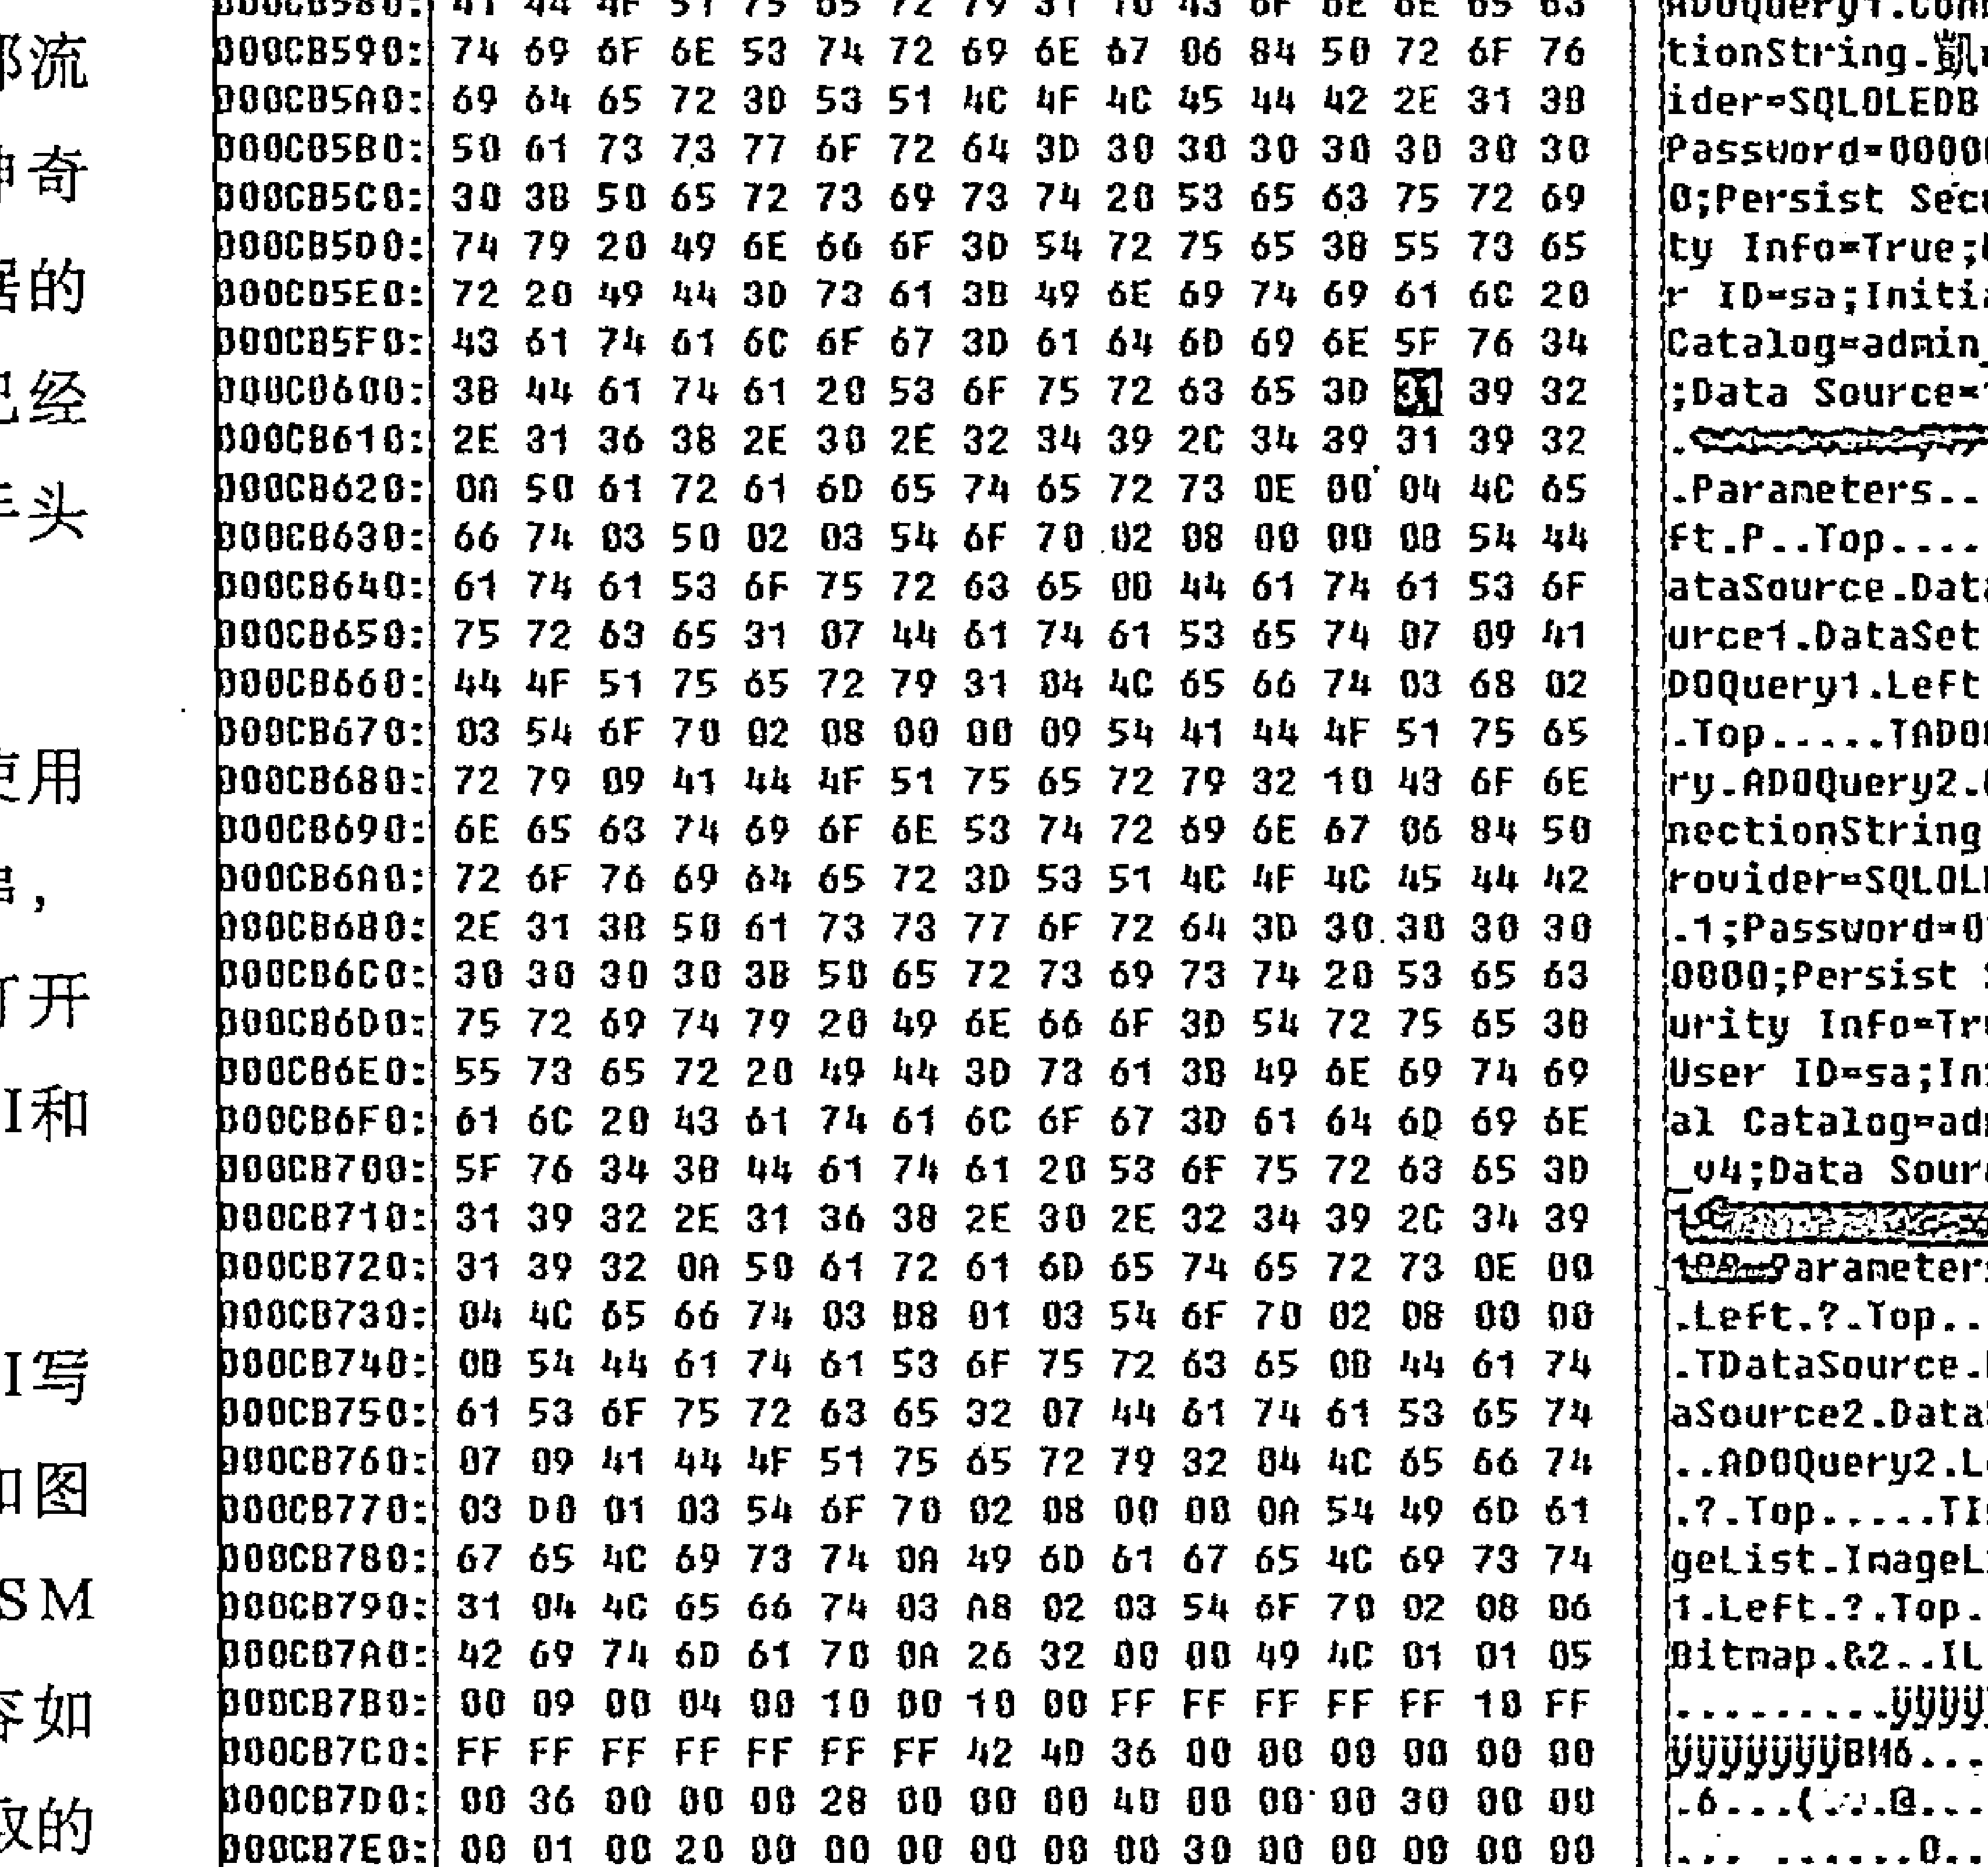 流
奇
的
经
头
用
，
开
I和
I写
图
SM
如
的
000CB580: 41 44 4F 51 75 65 72 79 31 10 43 6F 6E 6E 65 63 ADOQuery1.Conn
000CB590: 74 69 6F 6E 53 74 72 69 6E 67 06 84 50 72 6F 76 tionString.凱
000CB5A0: 69 64 65 72 3D 53 51 4C 4F 4C 45 44 42 2E 31 3B ider=SQLOLEDB
000CB5B0: 50 61 73 73 77 6F 72 64 3D 30 30 30 30 30 30 30 Password=00000
000CB5C0: 30 3B 50 65 72 73 69 73 74 20 53 65 63 75 72 69 0;Persist Secu
000CB5D0: 74 79 20 49 6E 66 6F 3D 54 72 75 65 3B 55 73 65 ty Info=True;
000CB5E0: 72 20 49 44 3D 73 61 3B 49 6E 69 74 69 61 6C 20 r ID=sa;Initia
000CB5F0: 43 61 74 61 6C 6F 67 3D 61 64 6D 69 6E 5F 76 34 Catalog=admin_
000CB600: 3B 44 61 74 61 20 53 6F 75 72 63 65 3D 31 39 32 ;Data Source=1
000CB610: 2E 31 36 38 2E 30 2E 32 34 39 2C 34 39 31 39 32 .
000CB620: 0A 50 61 72 61 6D 65 74 65 72 73 0E 00 04 4C 65 .Parameters..
000CB630: 66 74 03 50 02 03 54 6F 70 02 08 00 00 0B 54 44 ft.P..Top....
000CB640: 61 74 61 53 6F 75 72 63 65 0B 44 61 74 61 53 6F ataSource.Data
000CB650: 75 72 63 65 31 07 44 61 74 61 53 65 74 07 09 41 urce1.DataSet
000CB660: 44 4F 51 75 65 72 79 31 04 4C 65 66 74 03 68 02 DOQuery1.Left
000CB670: 03 54 6F 70 02 08 00 00 09 54 41 44 4F 51 75 65 .Top.....TADO
000CB680: 72 79 09 41 44 4F 51 75 65 72 79 32 10 43 6F 6E ry.ADOQuery2.
000CB690: 6E 65 63 74 69 6F 6E 53 74 72 69 6E 67 06 84 50 nectionString
000CB6A0: 72 6F 76 69 64 65 72 3D 53 51 4C 4F 4C 45 44 42 rovider=SQLOL
000CB6B0: 2E 31 3B 50 61 73 73 77 6F 72 64 3D 30 30 30 30 .1;Password=0
000CB6C0: 30 30 30 30 3B 50 65 72 73 69 73 74 20 53 65 63 0000;Persist
000CB6D0: 75 72 69 74 79 20 49 6E 66 6F 3D 54 72 75 65 3B urity Info=Tru
000CB6E0: 55 73 65 72 20 49 44 3D 73 61 3B 49 6E 69 74 69 User ID=sa;In
000CB6F0: 61 6C 20 43 61 74 61 6C 6F 67 3D 61 64 6D 69 6E al Catalog=ad
000CB700: 5F 76 34 3B 44 61 74 61 20 53 6F 75 72 63 65 3D _v4;Data Sour
000CB710: 31 39 32 2E 31 36 38 2E 30 2E 32 34 39 2C 34 39
000CB720: 31 39 32 0A 50 61 72 61 6D 65 74 65 72 73 0E 00 Parameters
000CB730: 04 4C 65 66 74 03 B8 01 03 54 6F 70 02 08 00 00 .Left.?.Top..
000CB740: 0B 54 44 61 74 61 53 6F 75 72 63 65 0B 44 61 74 .TDataSource.
000CB750: 61 53 6F 75 72 63 65 32 07 44 61 74 61 53 65 74 aSource2.Data
000CB760: 07 09 41 44 4F 51 75 65 72 79 32 04 4C 65 66 74 ..ADOQuery2.L
000CB770: 03 D0 01 03 54 6F 70 02 08 00 00 0A 54 49 6D 61 .?.Top.....TI
000CB780: 67 65 4C 69 73 74 0A 49 6D 61 67 65 4C 69 73 74 geList.ImageL
000CB790: 31 04 4C 65 66 74 03 A8 02 03 54 6F 70 02 08 06 1.Left.?.Top.
000CB7A0: 42 69 74 6D 61 70 0A 26 32 00 00 49 4C 01 01 05 Bitmap.&2..IL
000CB7B0: 00 09 00 04 00 10 00 10 00 FF FF FF FF FF 10 FF .........ÿÿÿÿ
000CB7C0: FF FF FF FF FF FF FF 42 4D 36 00 00 00 00 00 00 ÿÿÿÿÿÿÿBM6...
000CB7D0: 00 36 00 00 00 28 00 00 00 40 00 00 00 30 00 00 .6...(...@...
000CB7E0: 00 01 00 20 00 00 00 00 00 30 00 00 00 00 00 00 ... ......0..